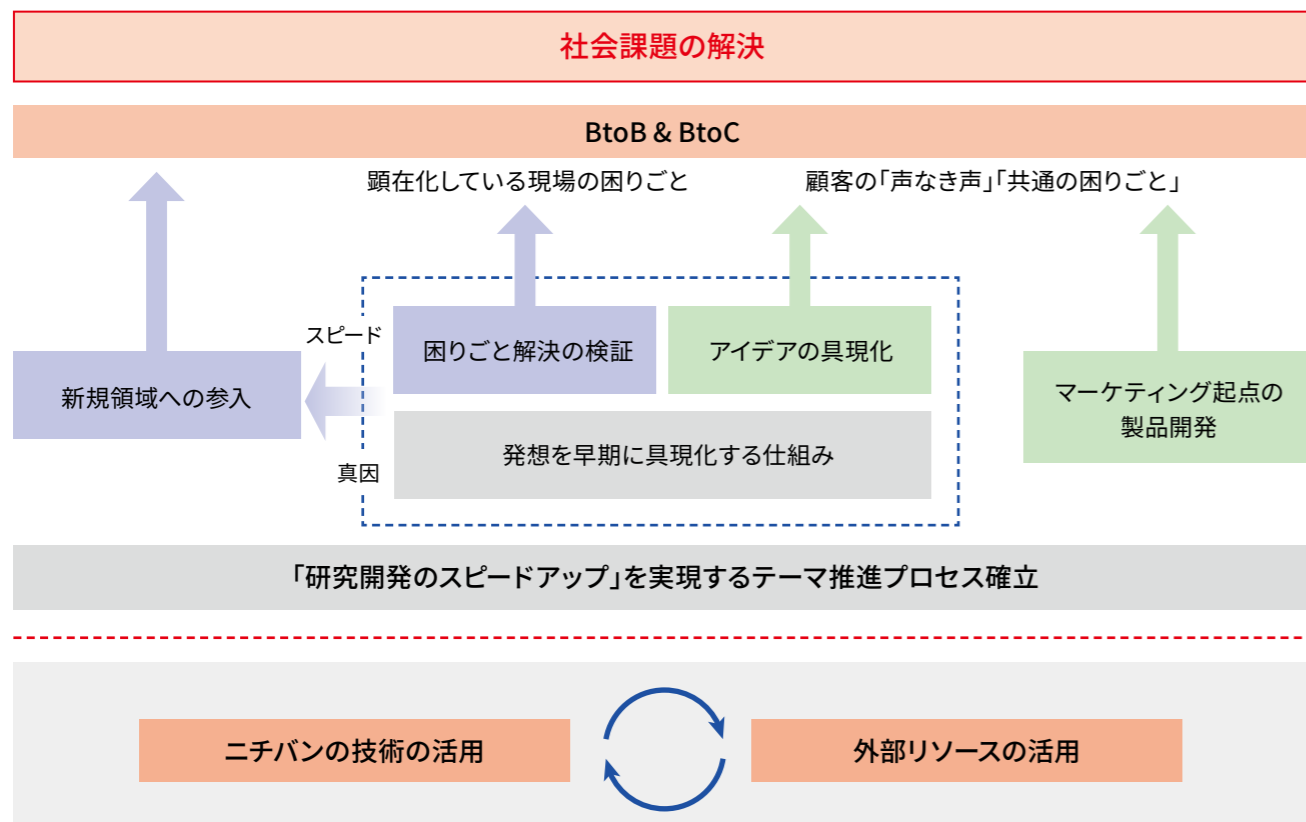 社会課題の解決
BtoB & BtoC
顕在化している現場の困りごと
顧客の｢声なき声｣｢共通の困りごと｣
スピード
困りごと解決の検証
アイデアの具現化
新規領域への参入
マーケティング起点の
製品開発
発想を早期に具現化する仕組み
真因
｢研究開発のスピードアップ｣を実現するテーマ推進プロセス確立
ニチバンの技術の活用
外部リソースの活用